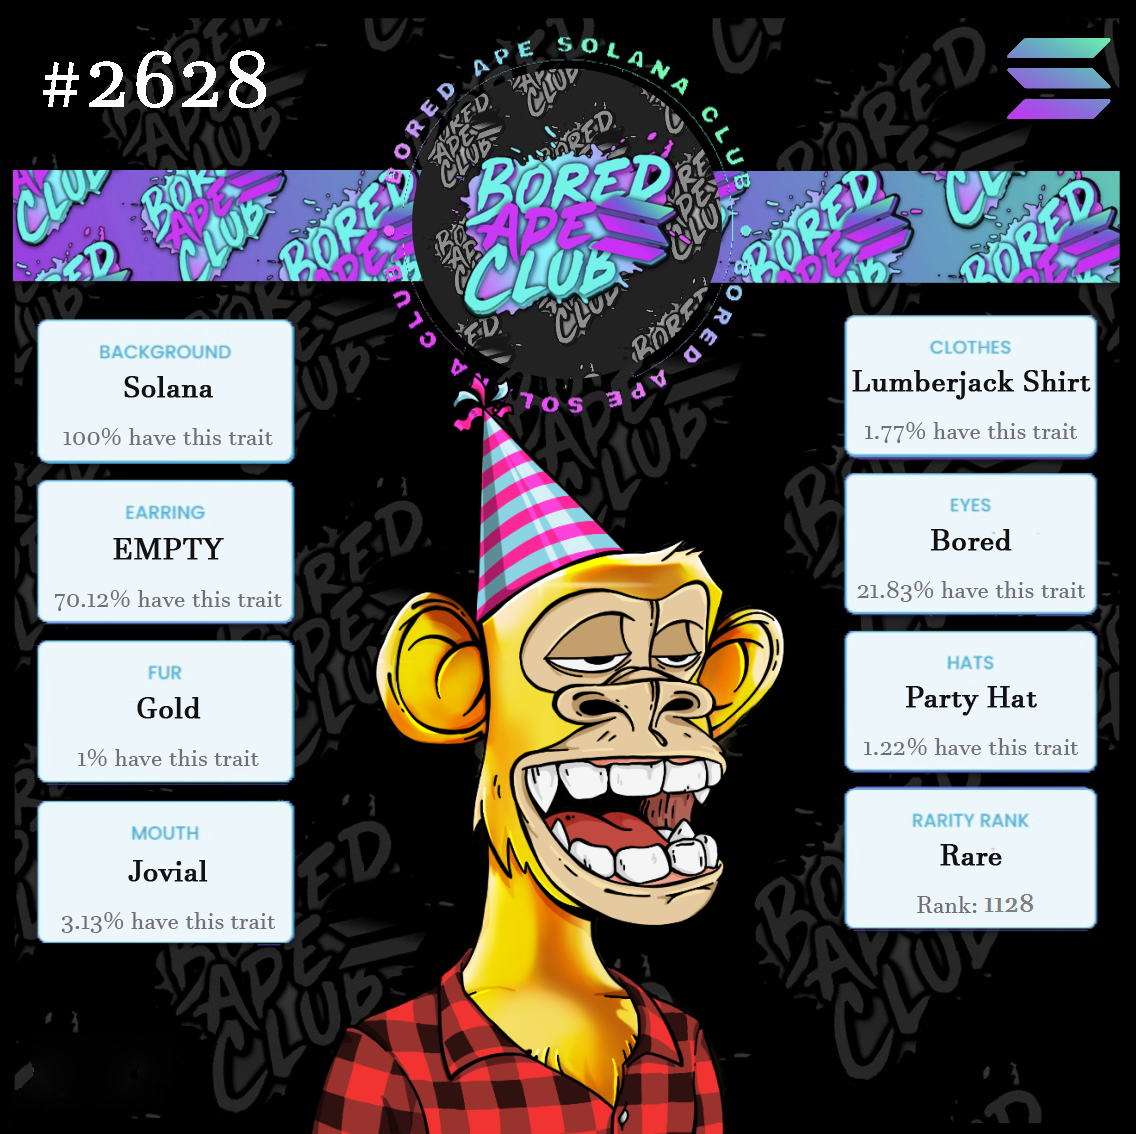 #2628
BORED APE SOLANA CLUB
BORED APE
CLUB
BORED
APE
CLUB
BACKGROUND
Solana
100% have this trait
EARRING
EMPTY
70.12% have this trait
FUR
Gold
1% have this trait
MOUTH
Jovial
3.13% have this trait
CLOTHES
Lumberjack Shirt
1.77% have this trait
EYES
Bored
21.83% have this trait
HATS
Party Hat
1.22% have this trait
RARITY RANK
Rare
Rank: 1128